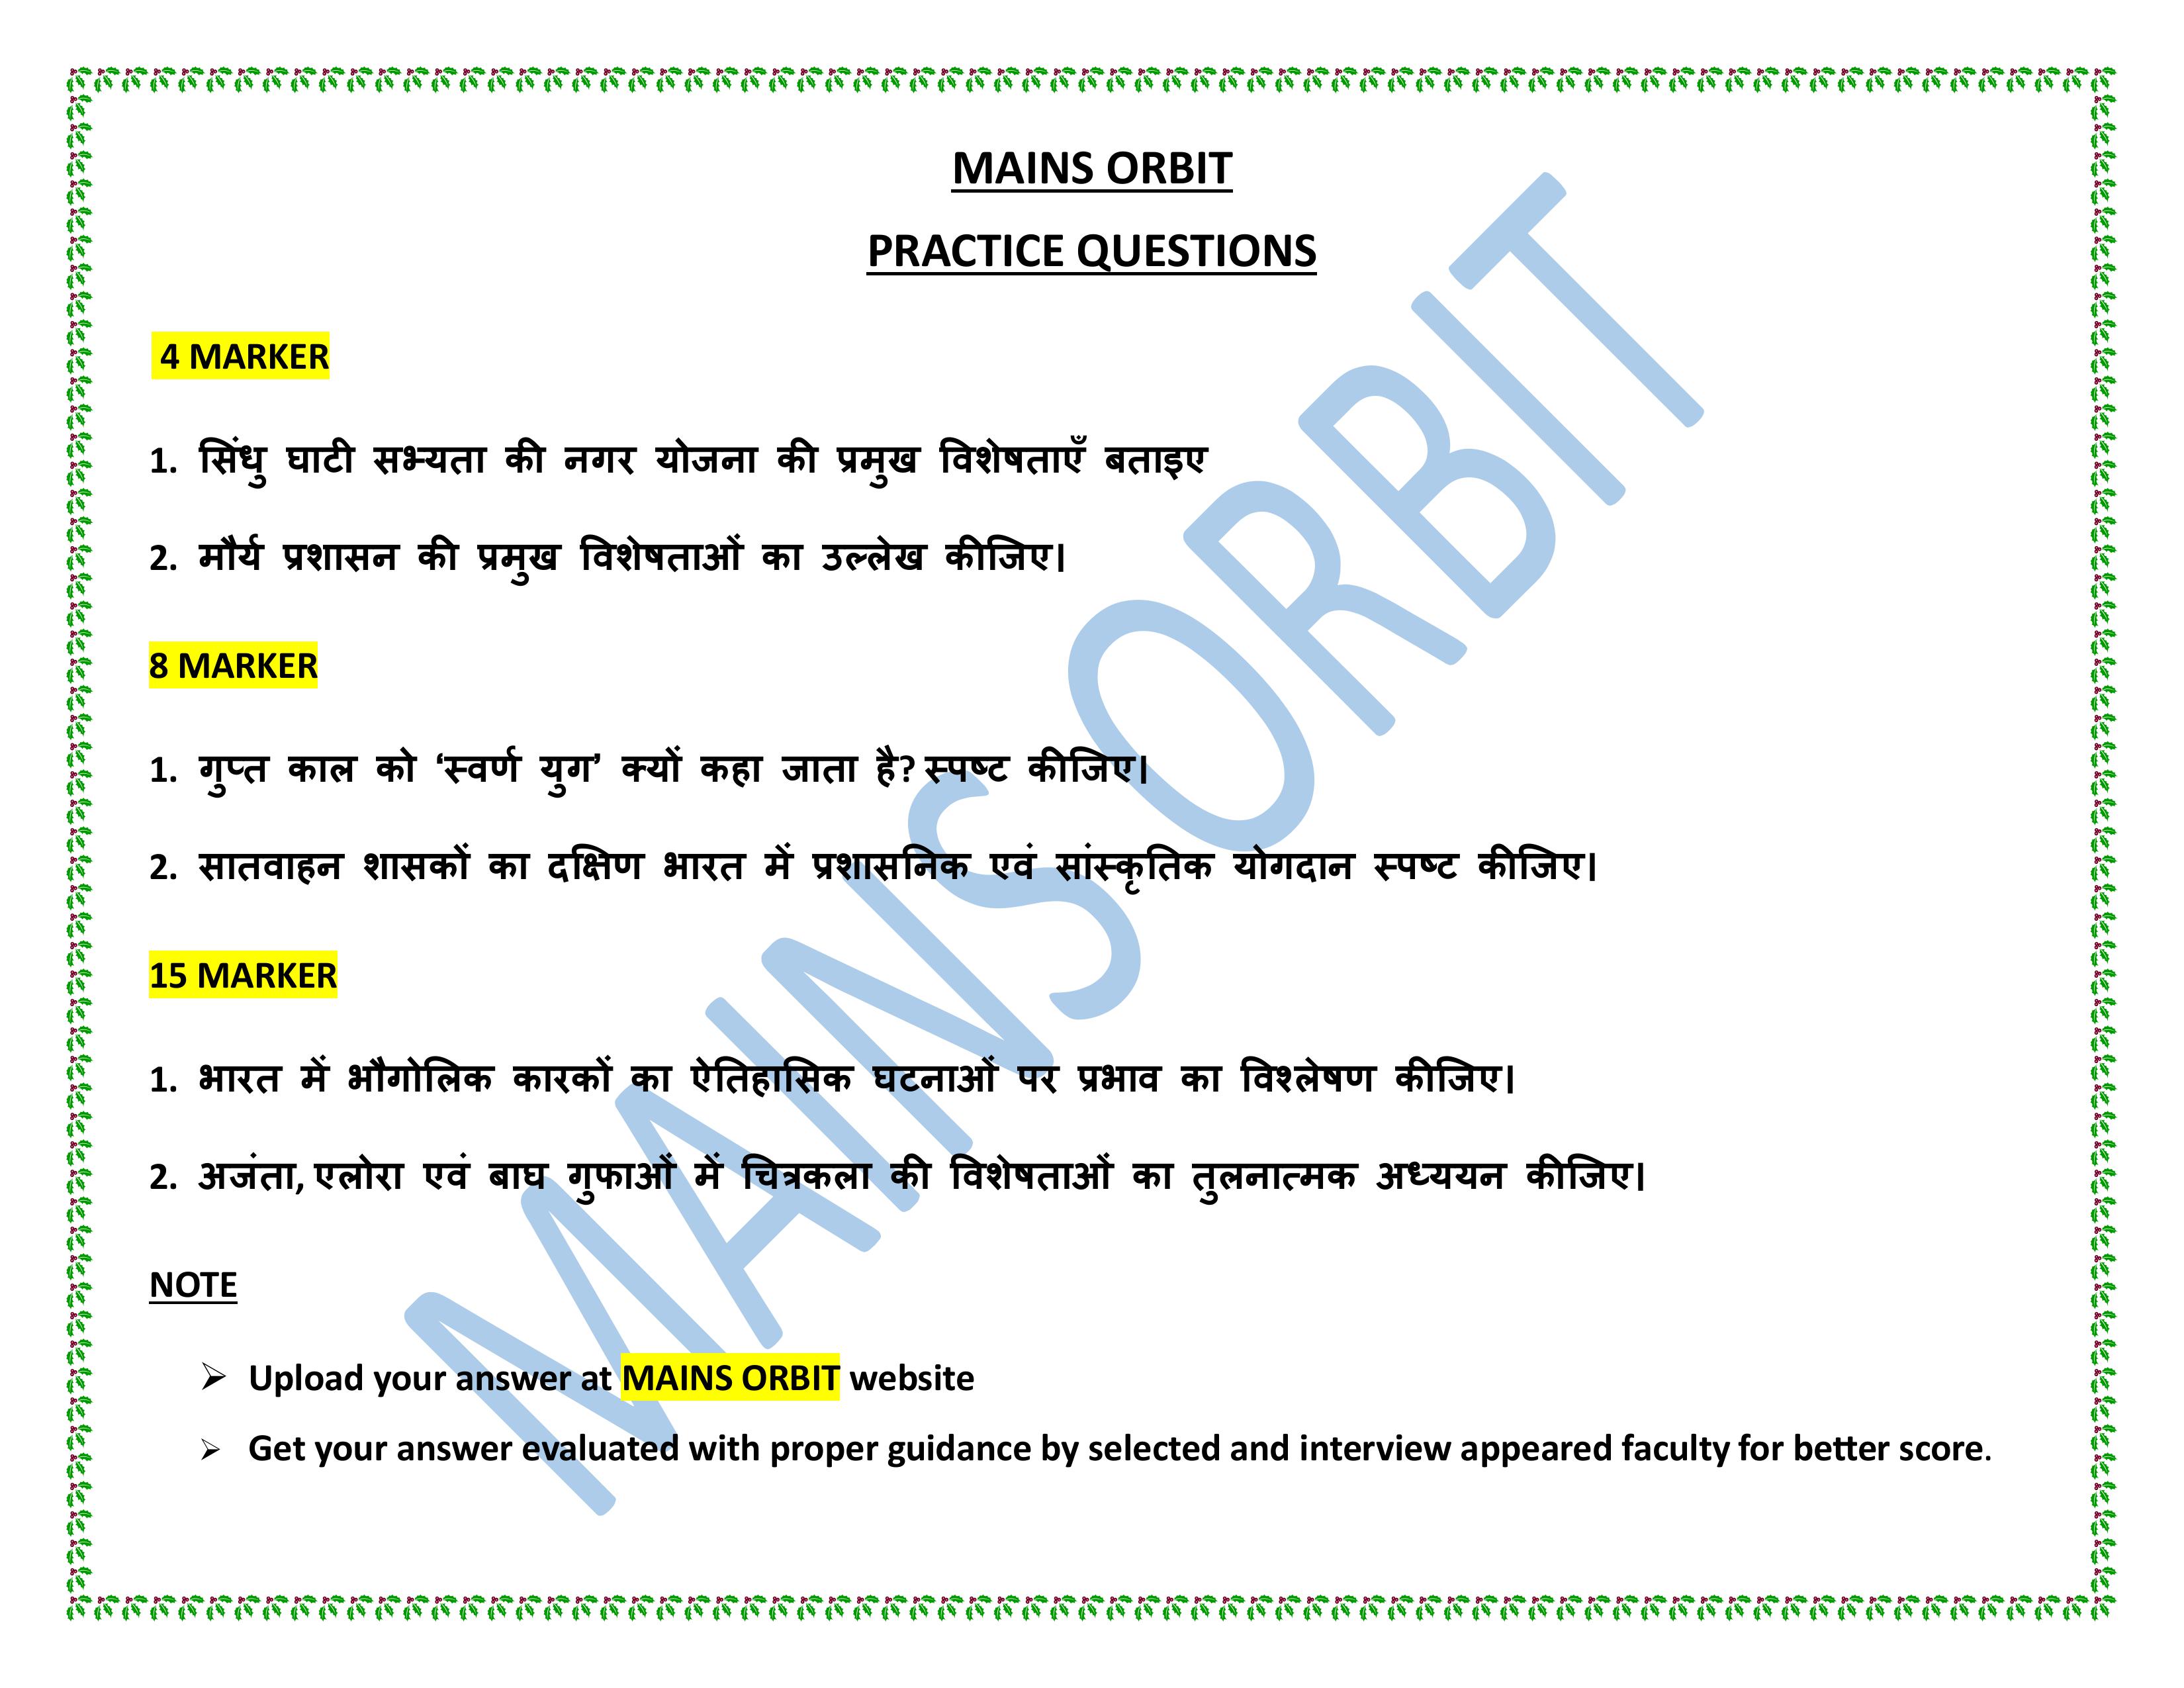 MAINS ORBIT
PRACTICE QUESTIONS
4 MARKER
1. सिंधु घाटी सभ्यता की नगर योजना की प्रमुख विशेषताएँ बताइए
2. मौर्य प्रशासन की प्रमुख विशेषताओं का उल्लेख कीजिए।
8 MARKER
1. गुप्त काल को ‘स्वर्ण युग’ क्यों कहा जाता है? स्पष्ट कीजिए।
2. सातवाहन शासकों का दक्षिण भारत में प्रशासनिक एवं सांस्कृतिक योगदान स्पष्ट कीजिए।
15 MARKER
1. भारत में भौगोलिक कारकों का ऐतिहासिक घटनाओं पर प्रभाव का विश्लेषण कीजिए।
2. अजंता, एलोरा एवं बाघ गुफाओं में चित्रकला की विशेषताओं का तुलनात्मक अध्ययन कीजिए।
NOTE
➢ Upload your answer at MAINS ORBIT website
➢ Get your answer evaluated with proper guidance by selected and interview appeared faculty for better score.
MAINS ORBIT